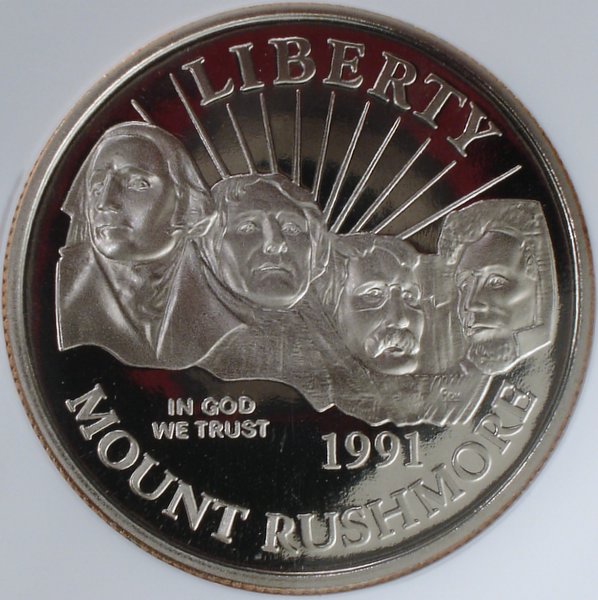 LIBERTY
IN GOD
WE TRUST
1991
MOUNT RUSHMORE